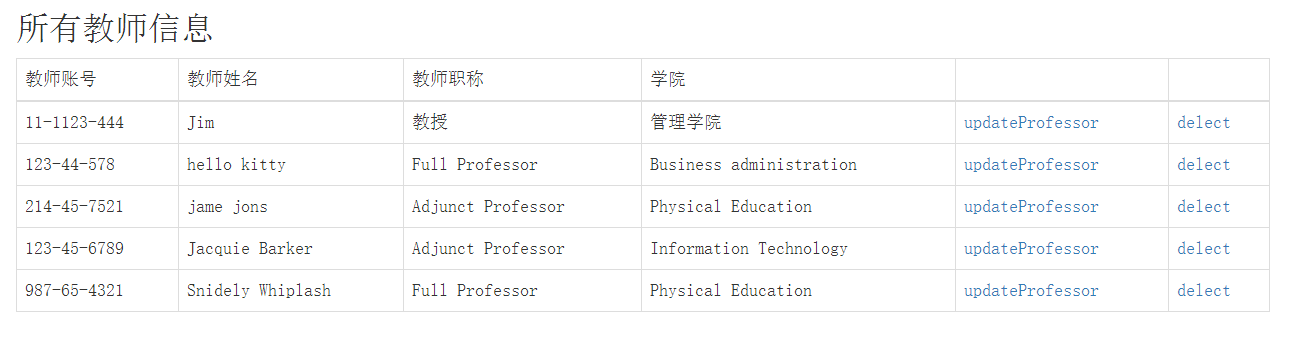 所有教师信息
教师账号 教师姓名 教师职称 学院
11-1123-444 Jim 教授 管理学院 updateProfessor delect
123-44-578 hello kitty Full Professor Business administration updateProfessor delect
214-45-7521 jame jons Adjunct Professor Physical Education updateProfessor delect
123-45-6789 Jacquie Barker Adjunct Professor Information Technology updateProfessor delect
987-65-4321 Snidely Whiplash Full Professor Physical Education updateProfessor delect